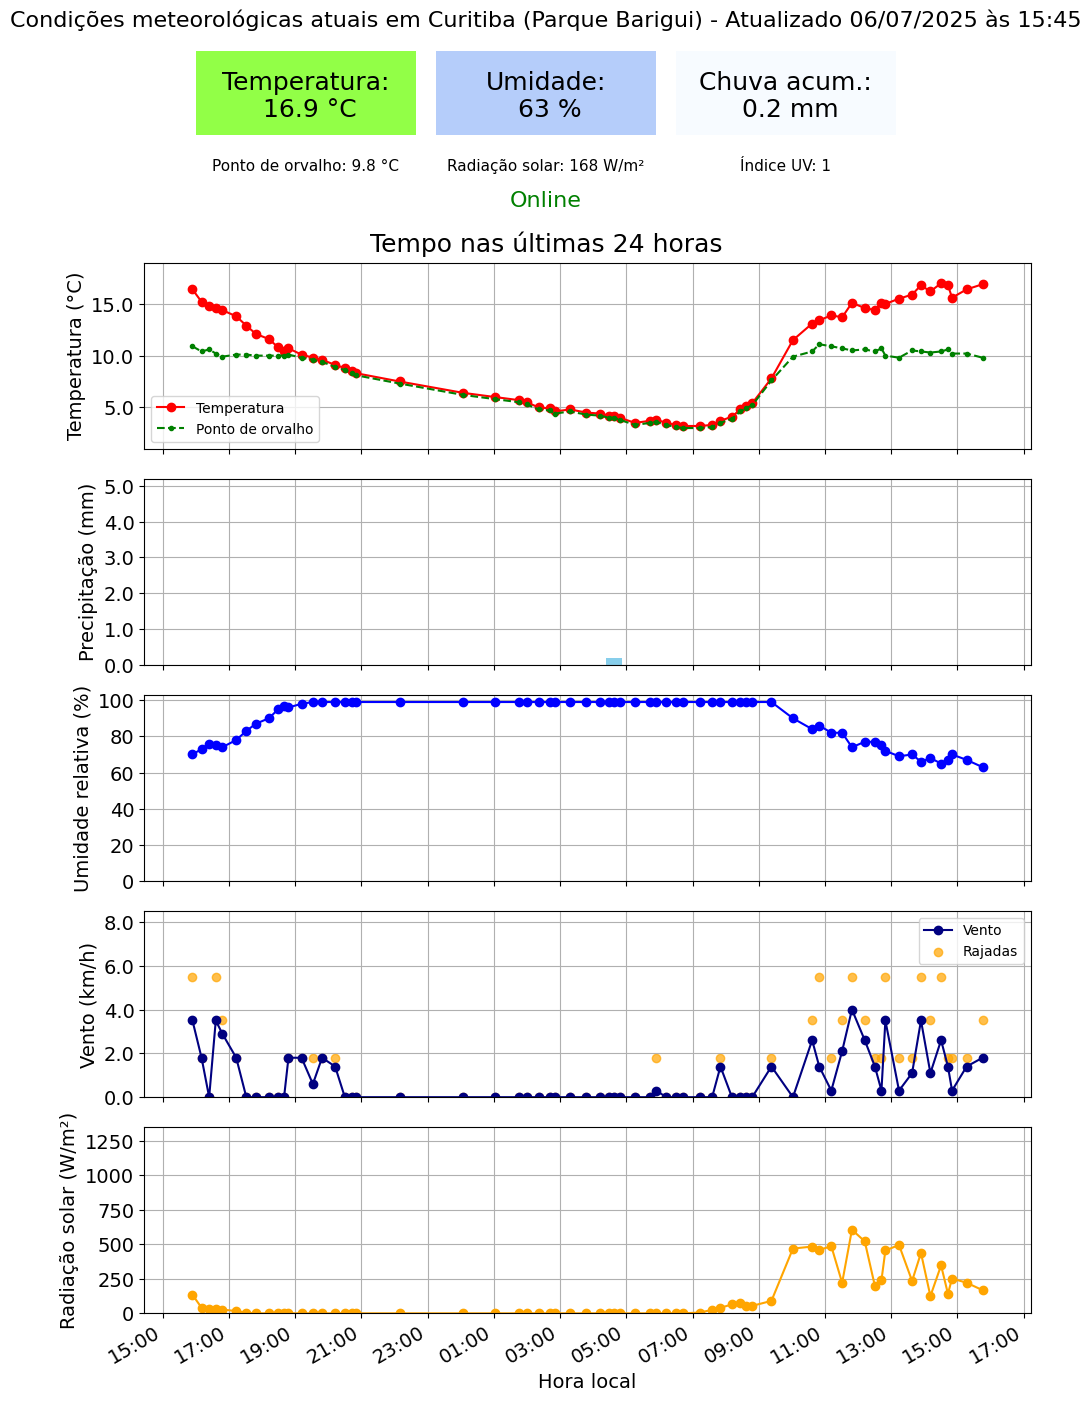 Condições meteorológicas atuais em Curitiba (Parque Barigui) - Atualizado 06/07/2025 às 15:45
Temperatura:
16.9 °C
Umidade:
63 %
Chuva acum.:
0.2 mm
Ponto de orvalho: 9.8 °C
Radiação solar: 168 W/m²
Índice UV: 1
Online
Tempo nas últimas 24 horas
Temperatura (°C)
15.0
10.0
5.0
Temperatura
Ponto de orvalho
Precipitação (mm)
5.0
4.0
3.0
2.0
1.0
0.0
Umidade relativa (%)
100
80
60
40
20
0
Vento (km/h)
8.0
6.0
4.0
2.0
0.0
Vento
Rajadas
Radiação solar (W/m²)
1250
1000
750
500
250
0
15:00
17:00
19:00
21:00
23:00
01:00
03:00
05:00
07:00
09:00
11:00
13:00
15:00
17:00
Hora local